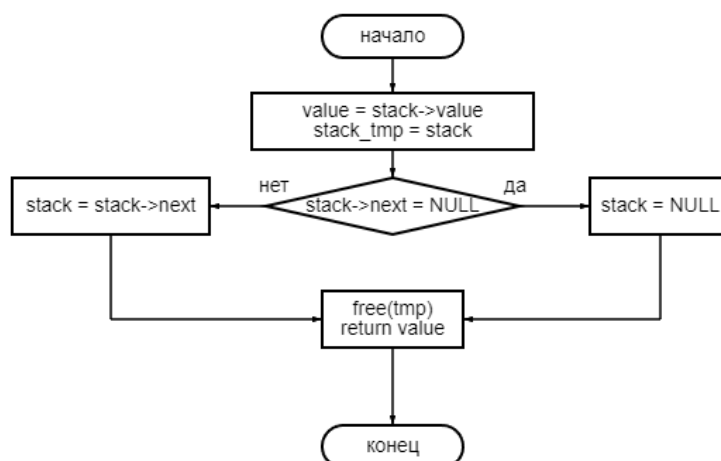 начало
value = stack->value
stack_tmp = stack
нет
да
stack = stack->next
stack->next = NULL
stack = NULL
free(tmp)
return value
конец